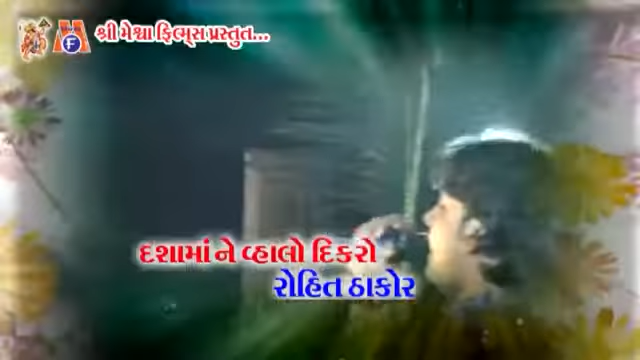 શ્રી મેશ્વા ફિલ્મ્સ પ્રસ્તુત...
દશામાં ને વ્હાલો દિકરો
રોહિત ઠાકોર